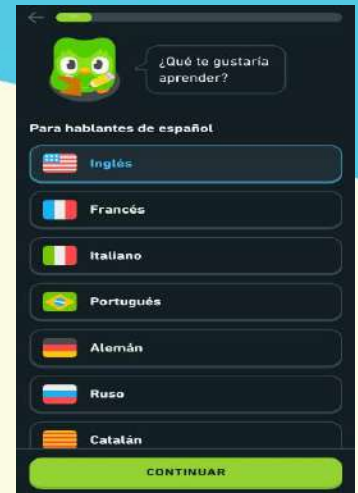 ¿Qué te gustaría
aprender?
Para hablantes de español
Inglés
Francés
Italiano
Portugués
Alemán
Ruso
Catalán
CONTINUAR